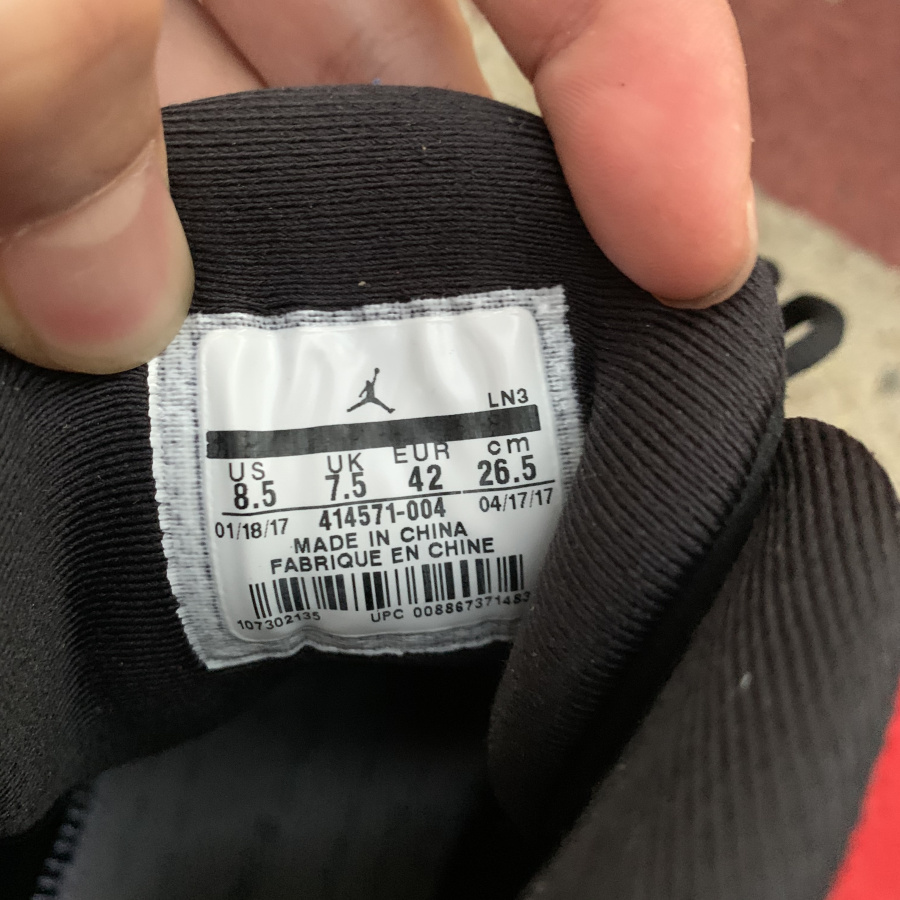 LN3
US UK EUR cm
8.5 7.5 42 26.5
01/18/17 414571-004 04/17/17
MADE IN CHINA
FABRIQUE EN CHINE
107302135 UPC 008867371483